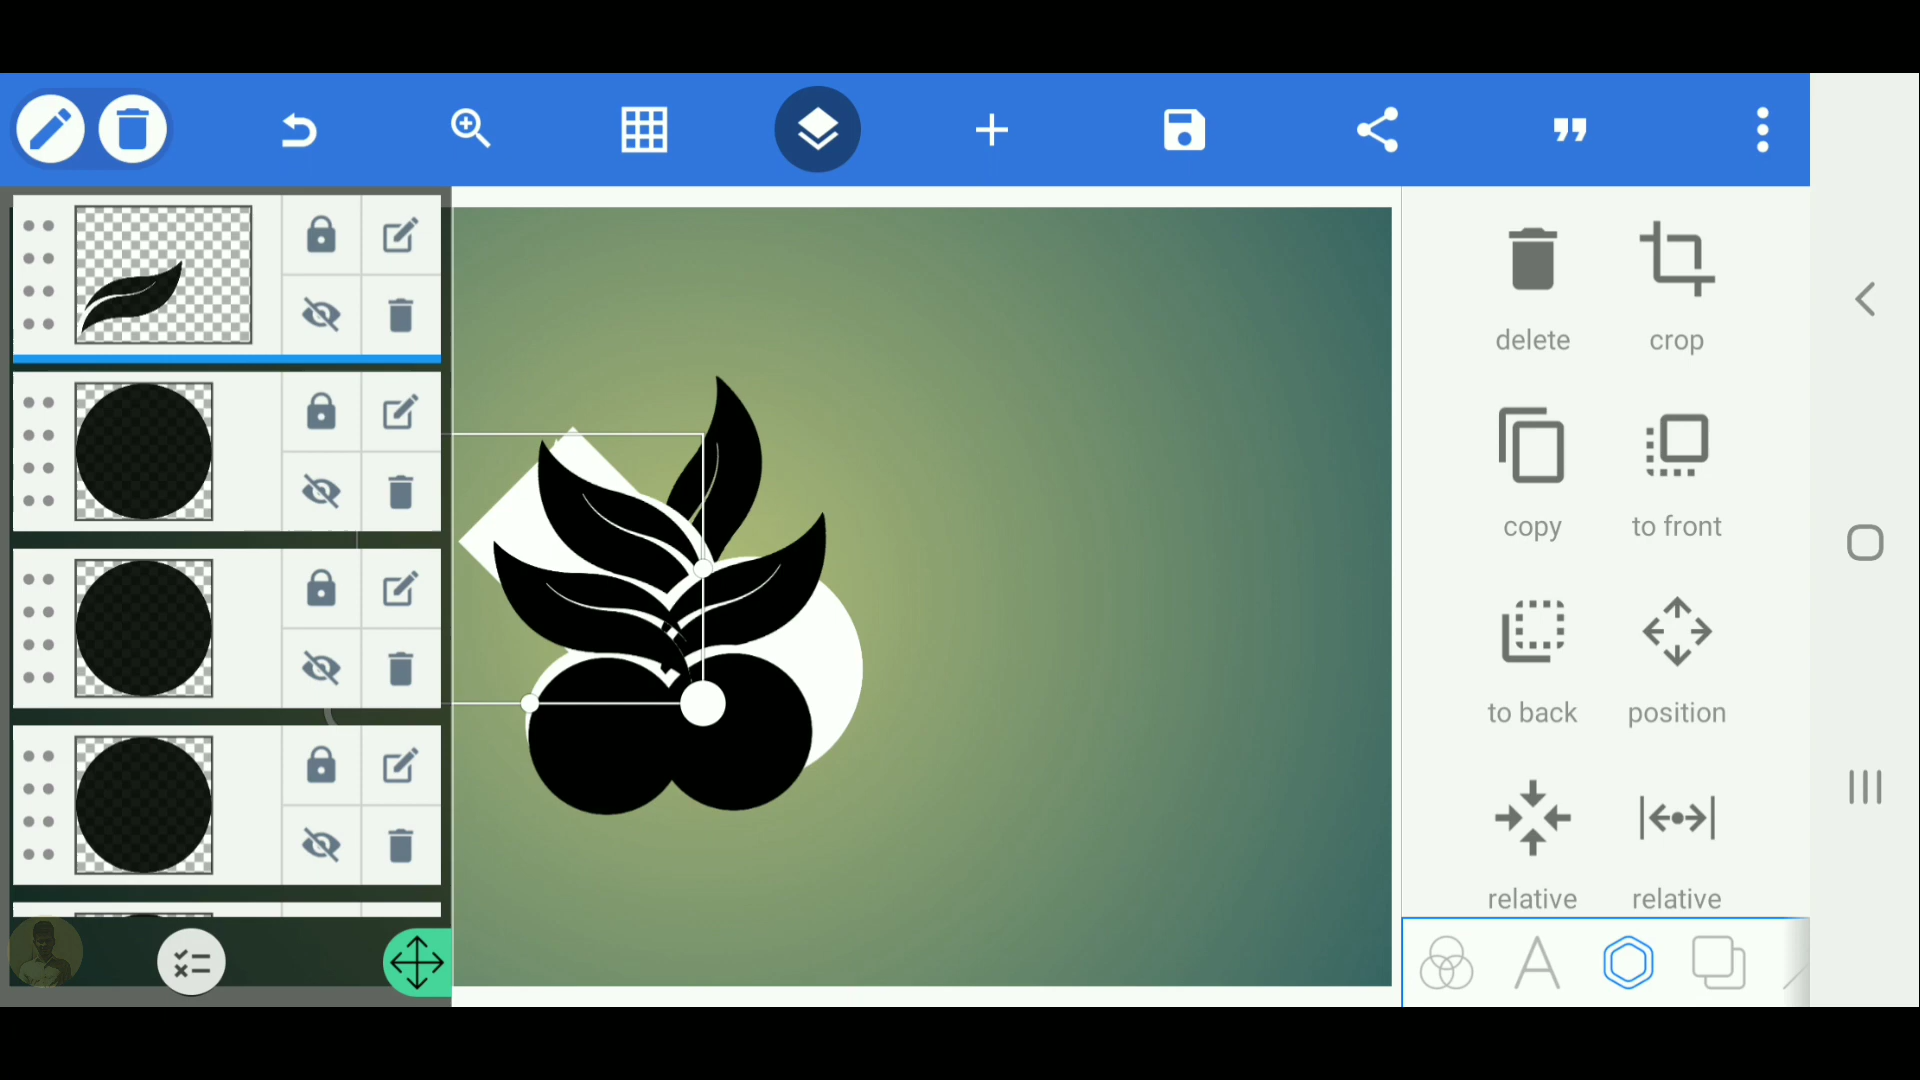 delete
crop
copy
to front
to back
position
relative
relative